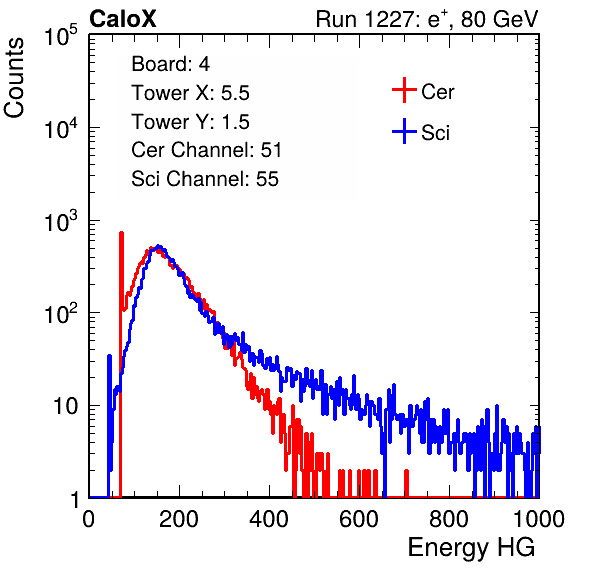 CaloX Run 1227: e⁺, 80 GeV
Counts
10⁵
10⁴
10³
10²
10
1
Board: 4
Tower X: 5.5
Tower Y: 1.5
Cer Channel: 51
Sci Channel: 55
Cer
Sci
0 200 400 600 800 1000
Energy HG